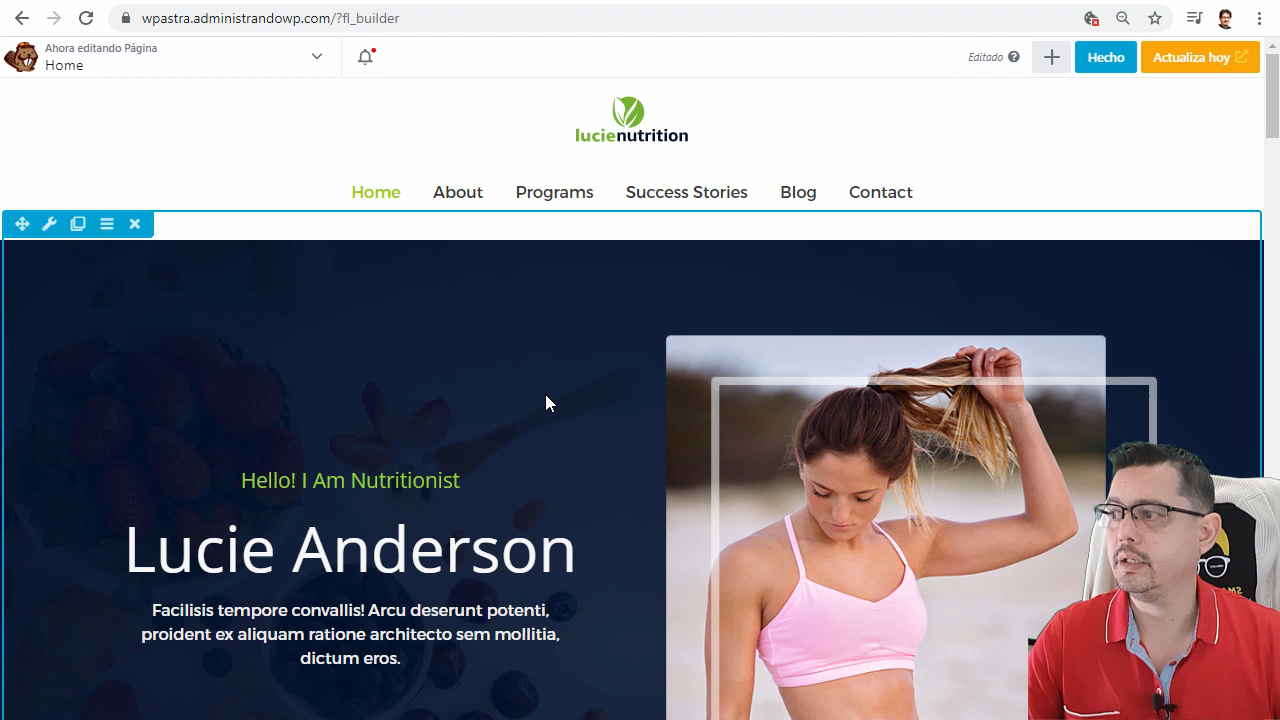 wpastra.administrandowp.com/?fl_builder
Ahora editando Página
Home
Editado
Hecho
Actualiza hoy
lucienutrition
Home About Programs Success Stories Blog Contact
Hello! I Am Nutritionist
Lucie Anderson
Facilisis tempore convallis! Arcu deserunt potenti,
proident ex aliquam ratione architecto sem mollitia,
dictum eros.